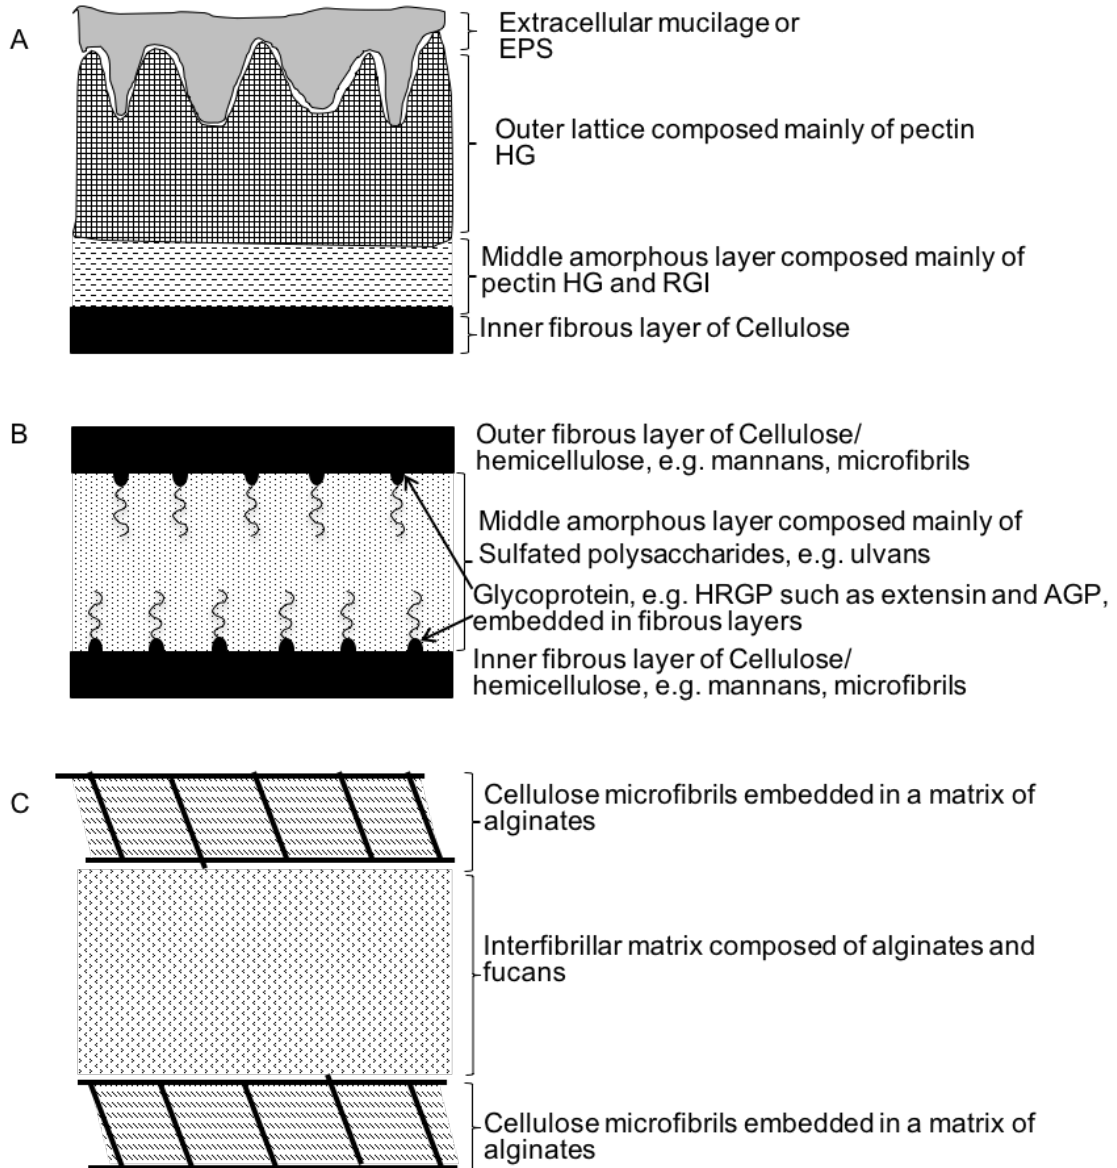 A
Extracellular mucilage or
EPS
Outer lattice composed mainly of pectin
HG
Middle amorphous layer composed mainly of
pectin HG and RGI
Inner fibrous layer of Cellulose
B
Outer fibrous layer of Cellulose/
hemicellulose, e.g. mannans, microfibrils
Middle amorphous layer composed mainly of
Sulfated polysaccharides, e.g. ulvans
Glycoprotein, e.g. HRGP such as extensin and AGP,
embedded in fibrous layers
Inner fibrous layer of Cellulose/
hemicellulose, e.g. mannans, microfibrils
C
Cellulose microfibrils embedded in a matrix of
alginates
Interfibrillar matrix composed of alginates and
fucans
Cellulose microfibrils embedded in a matrix of
alginates